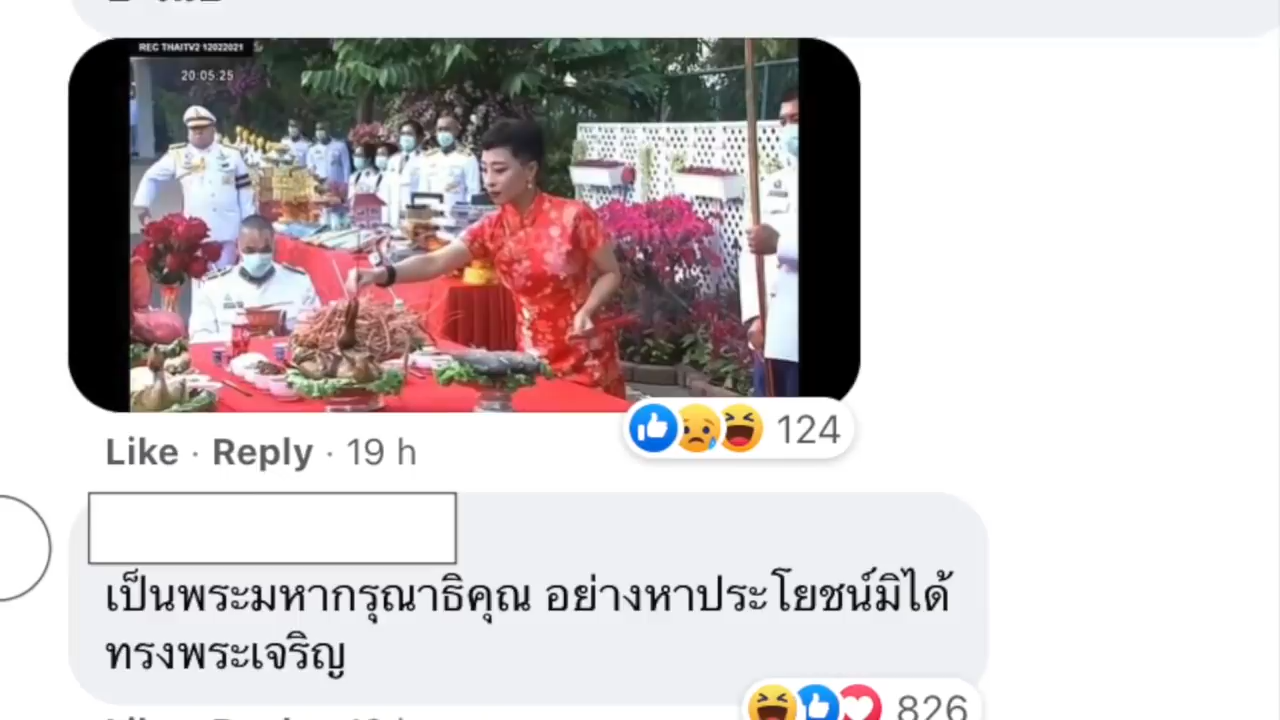 REC THAITV2 12022021
20:05:25
124
Like · Reply · 19 h
เป็นพระมหากรุณาธิคุณ อย่างหาประโยชน์มิได้
ทรงพระเจริญ
826